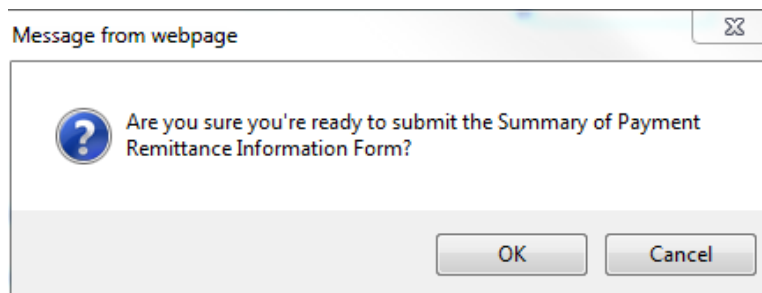 Message from webpage
Are you sure you're ready to submit the Summary of Payment
Remittance Information Form?
OK Cancel